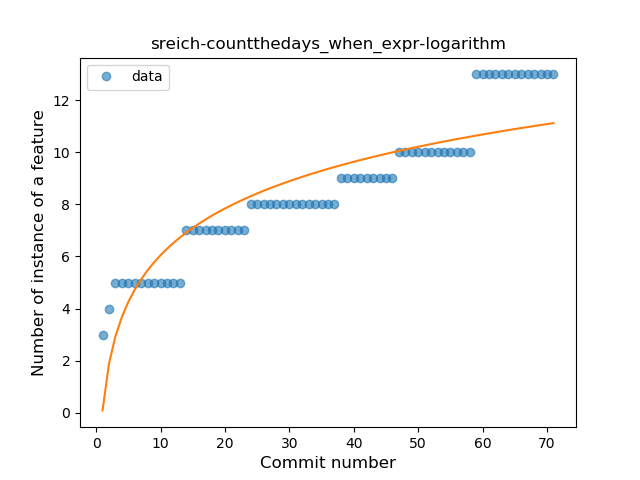 sreich-countthedays_when_expr-logarithm
data
Number of instance of a feature
12
10
8
6
4
2
0
0 10 20 30 40 50 60 70
Commit number